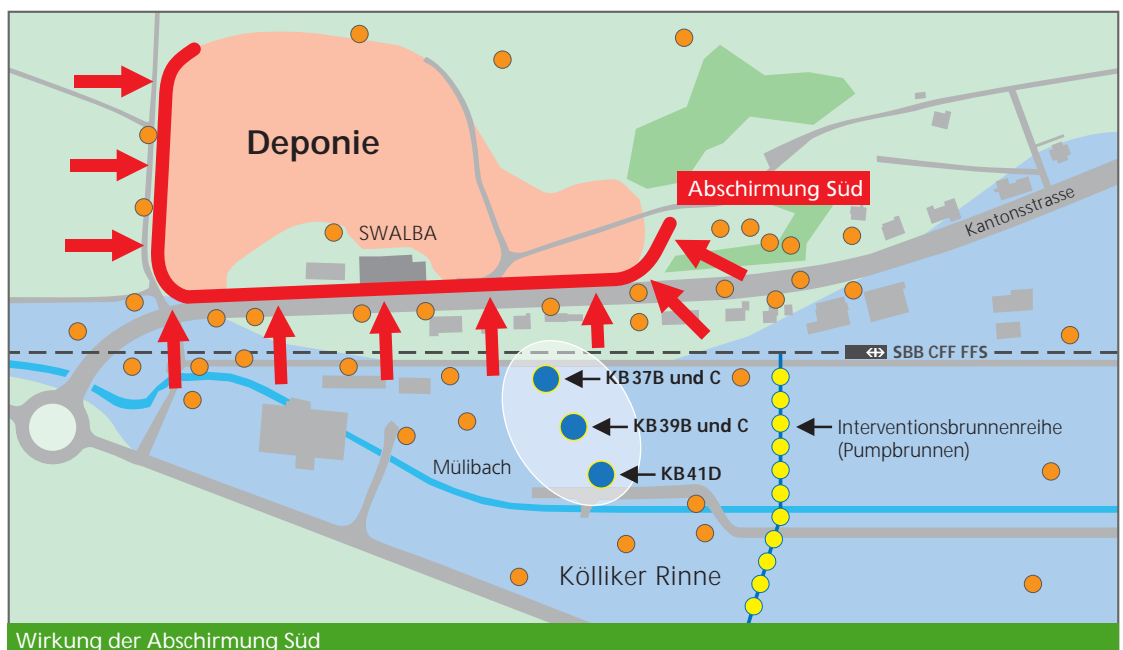 Deponie
Abschirmung Süd
SWALBA
Kantonsstrasse
SBB CFF FFS
KB37B und C
KB39B und C
Interventionsbrunnenreihe
(Pumpbrunnen)
Mülibach
KB41D
Kölliker Rinne
Wirkung der Abschirmung Süd